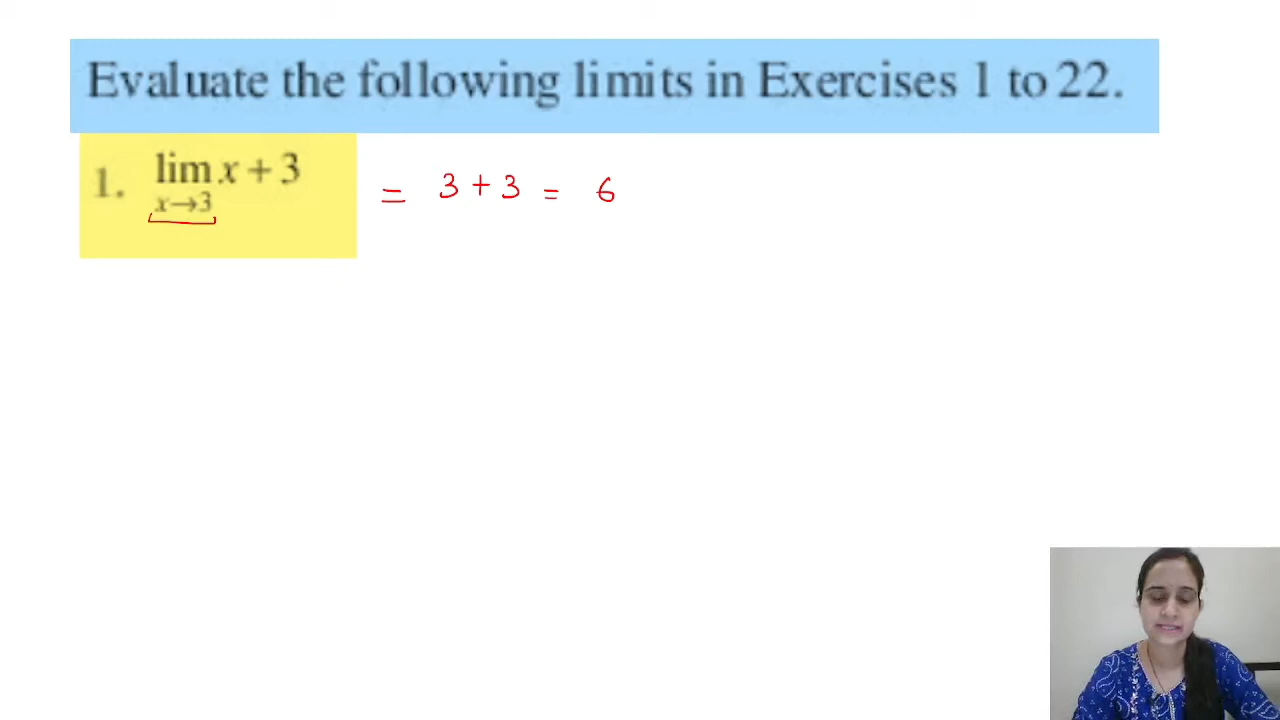 Evaluate the following limits in Exercises 1 to 22.
1. lim x + 3 = 3 + 3 = 6
x→3